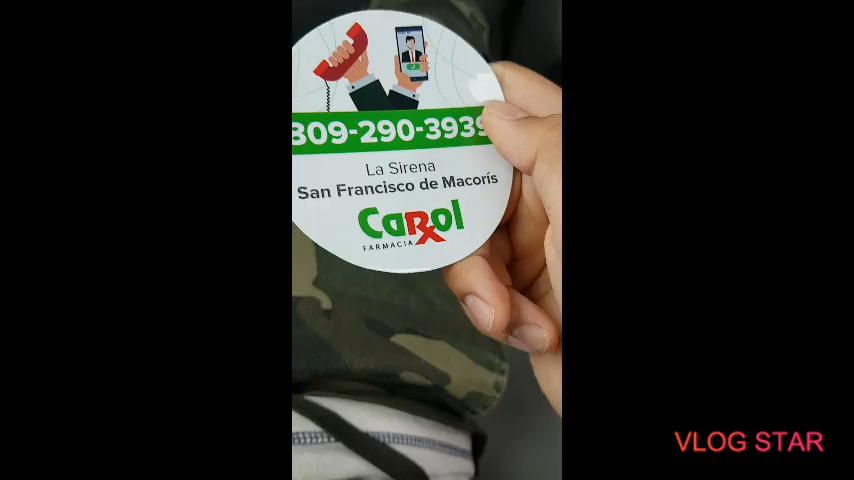 809-290-3939
La Sirena
San Francisco de Macorís
Carol
FARMACIA
VLOG STAR